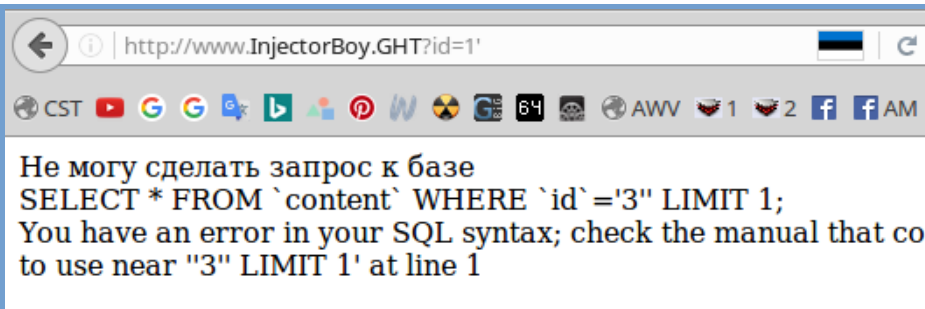 http://www.InjectorBoy.GHT?id=1'
CST G G 64 AWV 1 2 f f AM
Не могу сделать запрос к базе
SELECT * FROM `content` WHERE `id`='3'' LIMIT 1;
You have an error in your SQL syntax; check the manual that co
to use near ''3'' LIMIT 1' at line 1